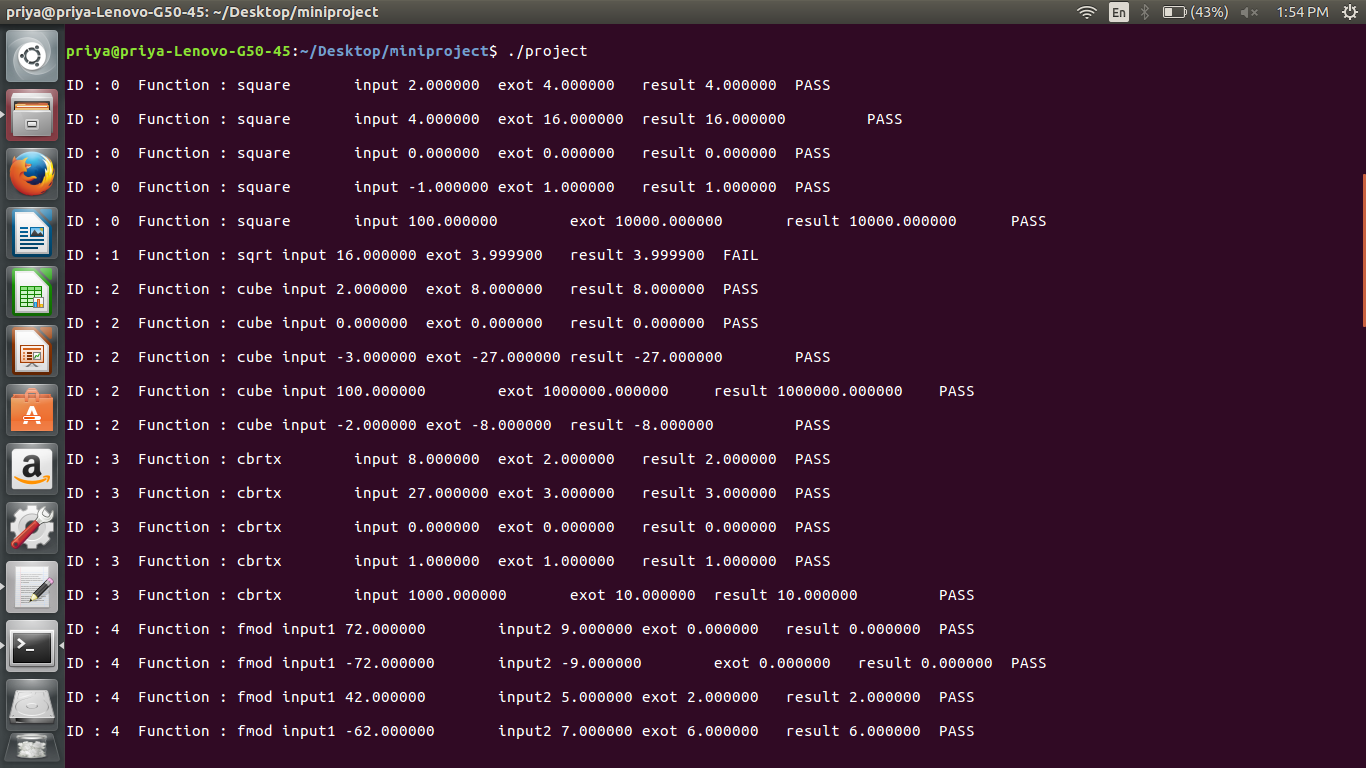 priya@priya-Lenovo-G50-45: ~/Desktop/miniproject En (43%) 1:54 PM
priya@priya-Lenovo-G50-45:~/Desktop/miniproject$ ./project
ID : 0 Function : square input 2.000000 exot 4.000000 result 4.000000 PASS
ID : 0 Function : square input 4.000000 exot 16.000000 result 16.000000 PASS
ID : 0 Function : square input 0.000000 exot 0.000000 result 0.000000 PASS
ID : 0 Function : square input -1.000000 exot 1.000000 result 1.000000 PASS
ID : 0 Function : square input 100.000000 exot 10000.000000 result 10000.000000 PASS
ID : 1 Function : sqrt input 16.000000 exot 3.999900 result 3.999900 FAIL
ID : 2 Function : cube input 2.000000 exot 8.000000 result 8.000000 PASS
ID : 2 Function : cube input 0.000000 exot 0.000000 result 0.000000 PASS
ID : 2 Function : cube input -3.000000 exot -27.000000 result -27.000000 PASS
ID : 2 Function : cube input 100.000000 exot 1000000.000000 result 1000000.000000 PASS
ID : 2 Function : cube input -2.000000 exot -8.000000 result -8.000000 PASS
ID : 3 Function : cbrtx input 8.000000 exot 2.000000 result 2.000000 PASS
ID : 3 Function : cbrtx input 27.000000 exot 3.000000 result 3.000000 PASS
ID : 3 Function : cbrtx input 0.000000 exot 0.000000 result 0.000000 PASS
ID : 3 Function : cbrtx input 1.000000 exot 1.000000 result 1.000000 PASS
ID : 3 Function : cbrtx input 1000.000000 exot 10.000000 result 10.000000 PASS
ID : 4 Function : fmod input1 72.000000 input2 9.000000 exot 0.000000 result 0.000000 PASS
ID : 4 Function : fmod input1 -72.000000 input2 -9.000000 exot 0.000000 result 0.000000 PASS
ID : 4 Function : fmod input1 42.000000 input2 5.000000 exot 2.000000 result 2.000000 PASS
ID : 4 Function : fmod input1 -62.000000 input2 7.000000 exot 6.000000 result 6.000000 PASS